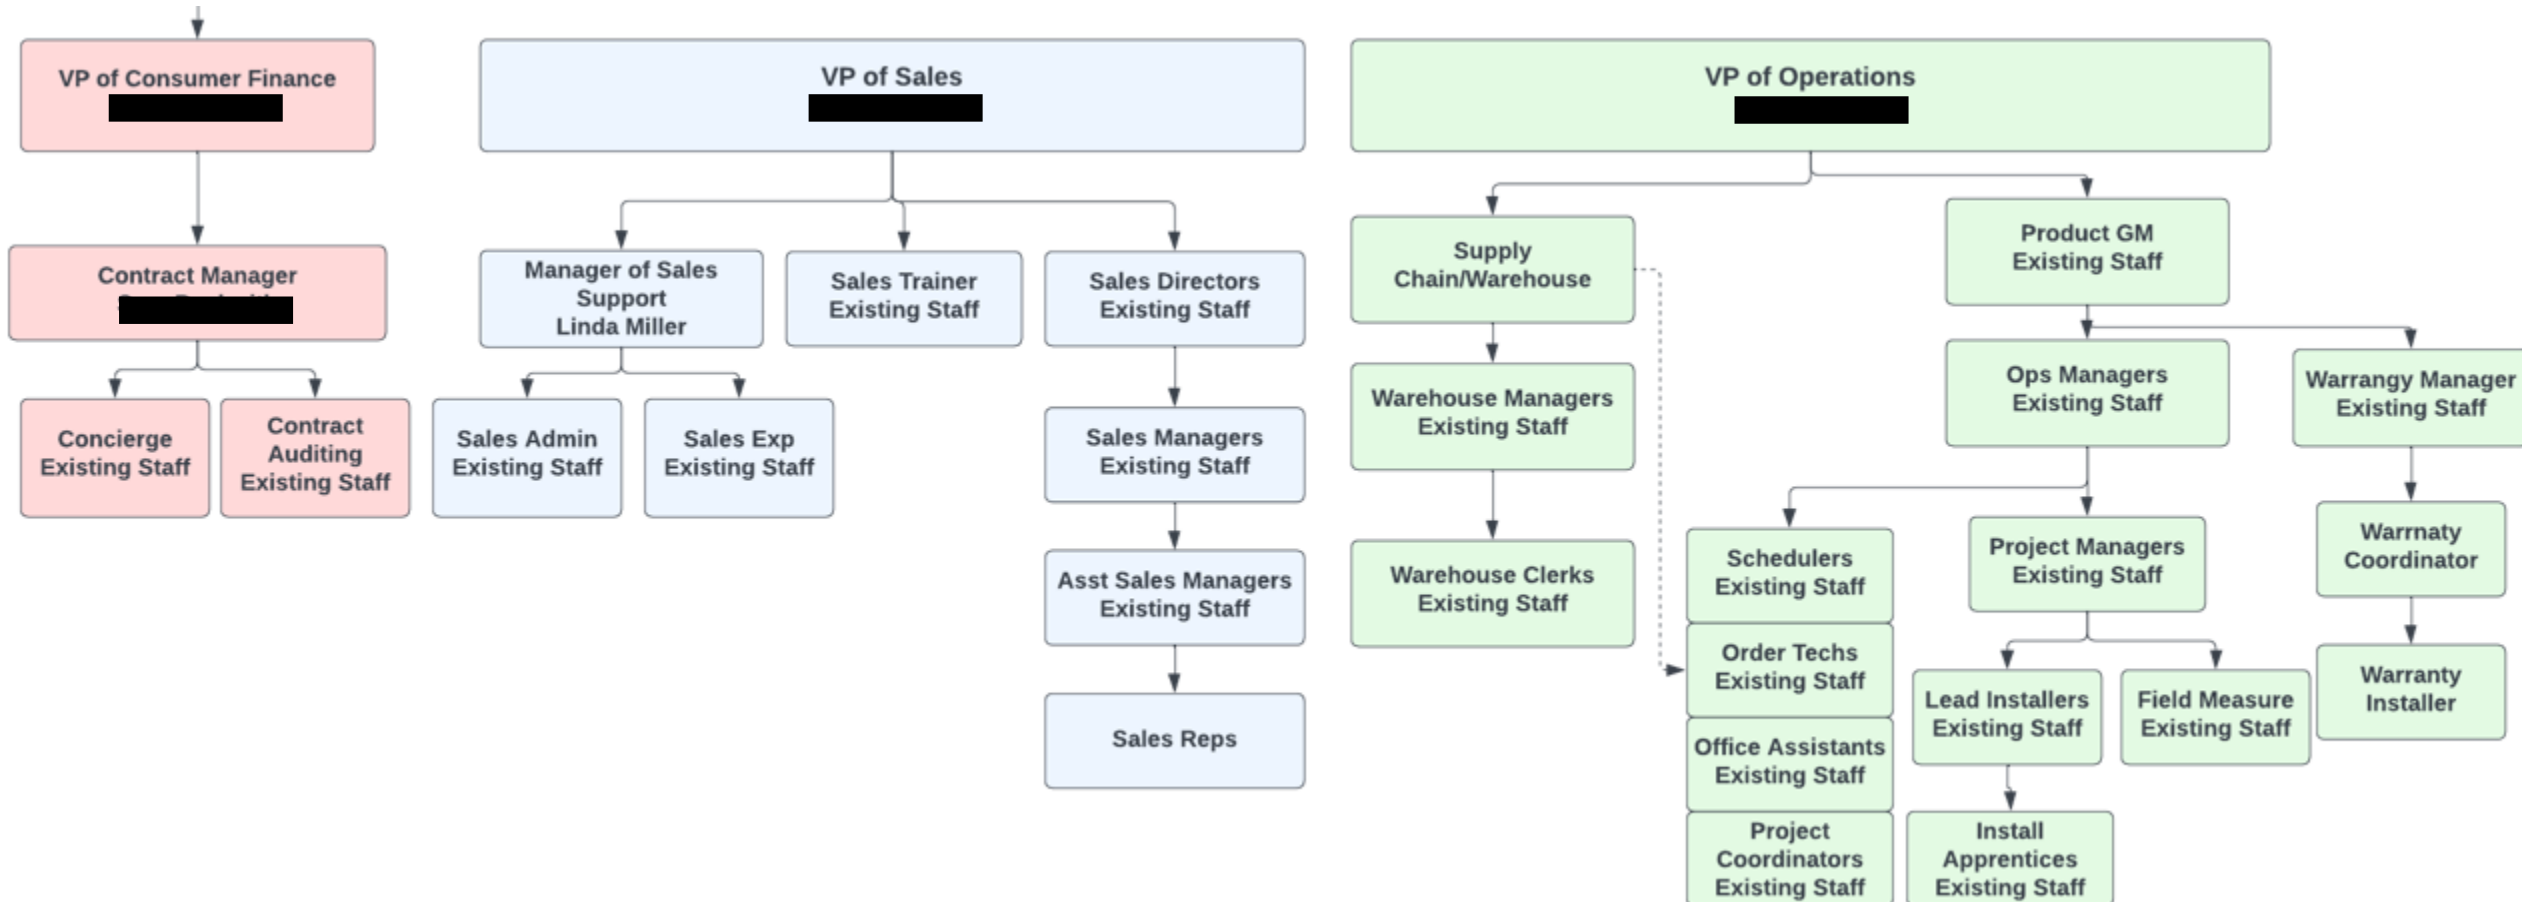 VP of Consumer Finance
VP of Sales
VP of Operations
Contract Manager
Concierge
Existing Staff
Contract
Auditing
Existing Staff
Manager of Sales
Support
Linda Miller
Sales Trainer
Existing Staff
Sales Directors
Existing Staff
Sales Admin
Existing Staff
Sales Exp
Existing Staff
Sales Managers
Existing Staff
Asst Sales Managers
Existing Staff
Sales Reps
Supply
Chain/Warehouse
Warehouse Managers
Existing Staff
Warehouse Clerks
Existing Staff
Product GM
Existing Staff
Ops Managers
Existing Staff
Warrangy Manager
Existing Staff
Schedulers
Existing Staff
Order Techs
Existing Staff
Office Assistants
Existing Staff
Project
Coordinators
Existing Staff
Project Managers
Existing Staff
Lead Installers
Existing Staff
Field Measure
Existing Staff
Install
Apprentices
Existing Staff
Warrnaty
Coordinator
Warranty
Installer